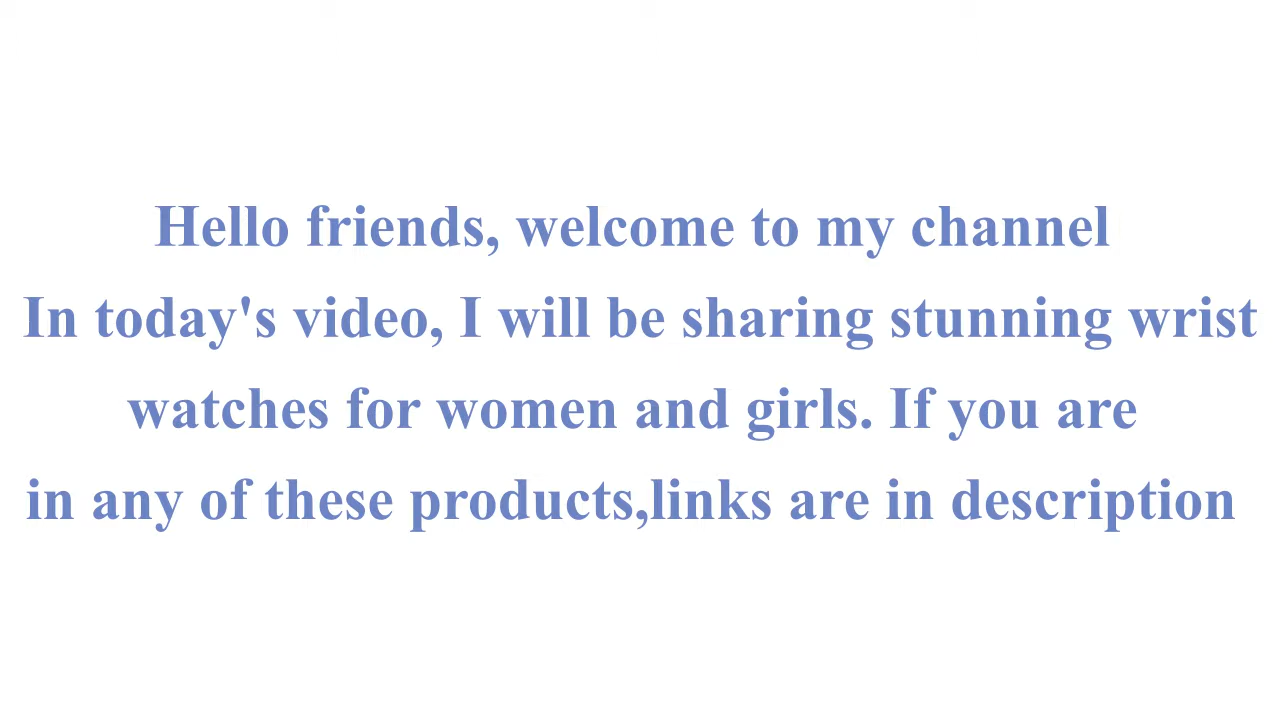 Hello friends, welcome to my channel
In today's video, I will be sharing stunning wrist
watches for women and girls. If you are
in any of these products,links are in description